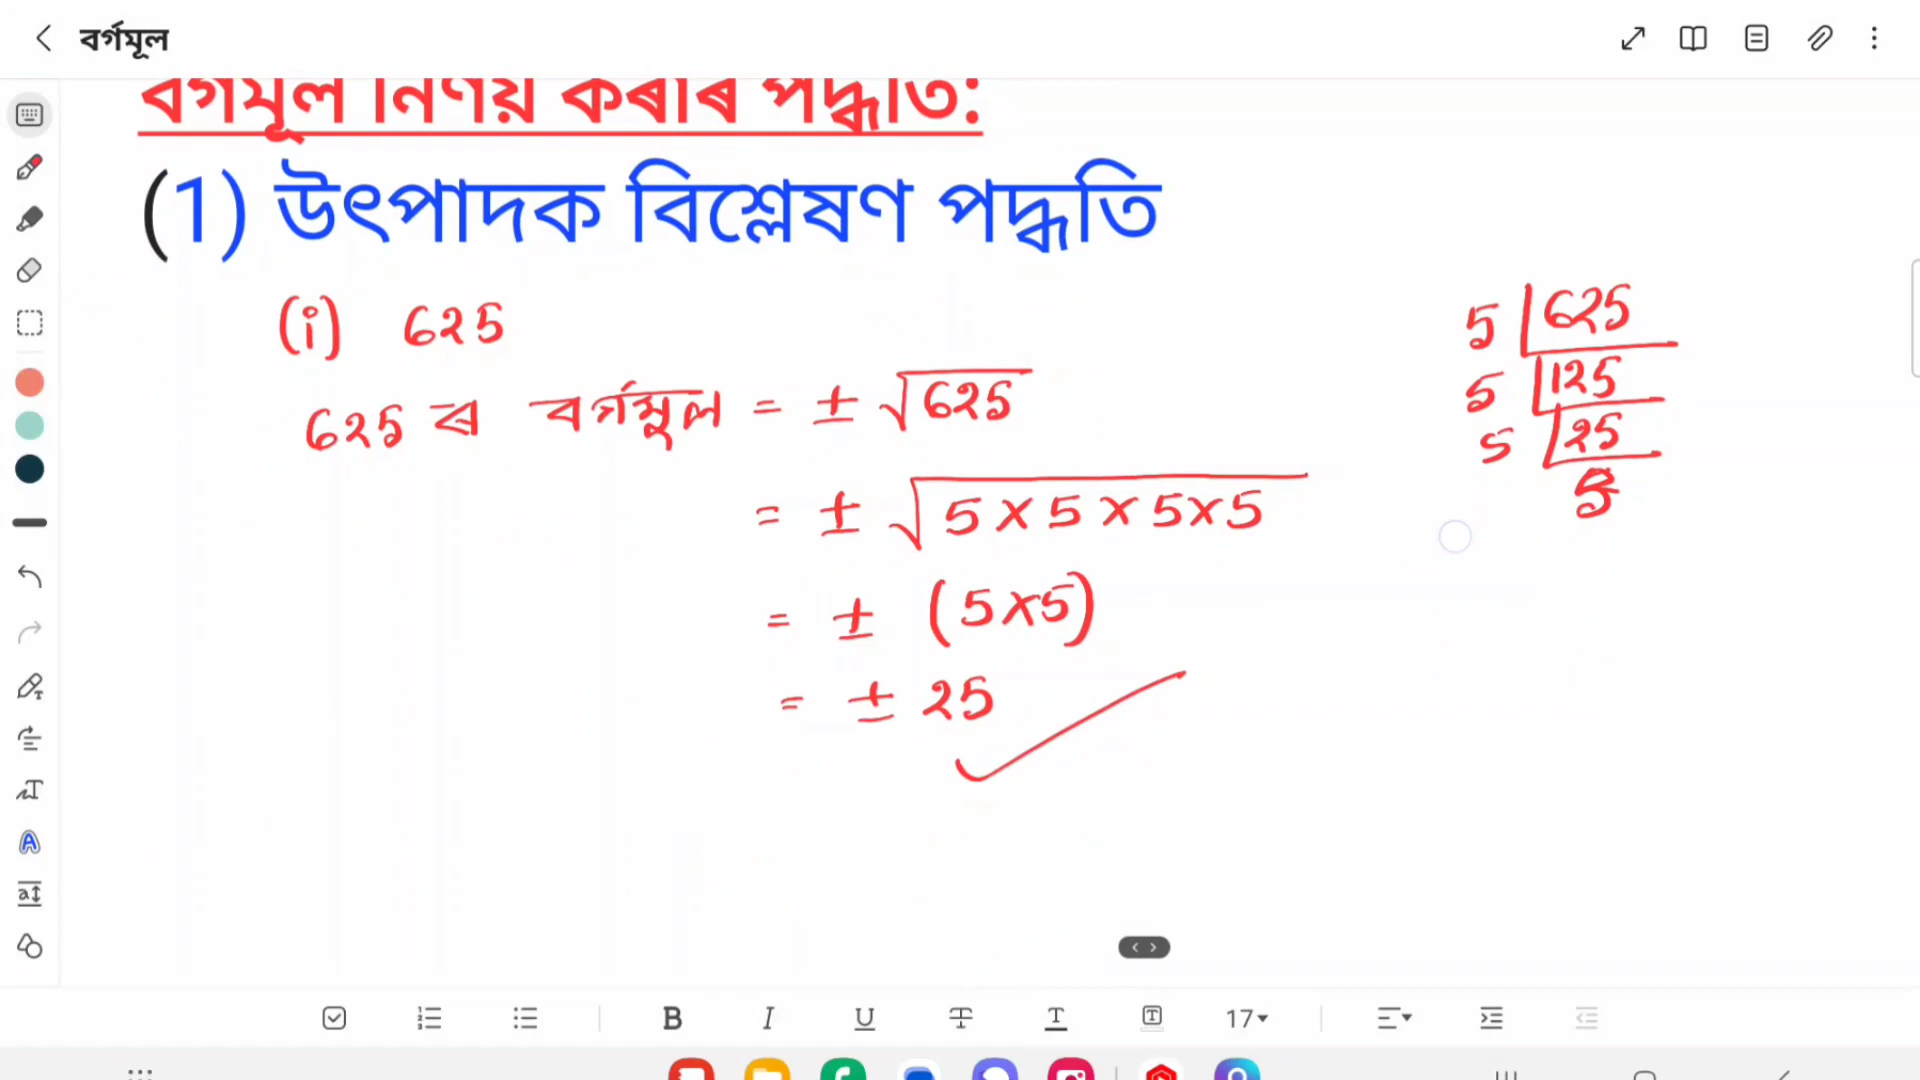 বৰ্গমূল
বৰ্গমূল নিৰ্ণয় কৰাৰ পদ্ধতি:
(1) উৎপাদক বিশ্লেষণ পদ্ধতি
(i) 625
625 ৰ বৰ্গমুল = ± √625
= ± √5 × 5 × 5 × 5
= ± (5 × 5)
= ± 25
5 | 625
5 | 125
5 | 25
5
B I U T T T 17